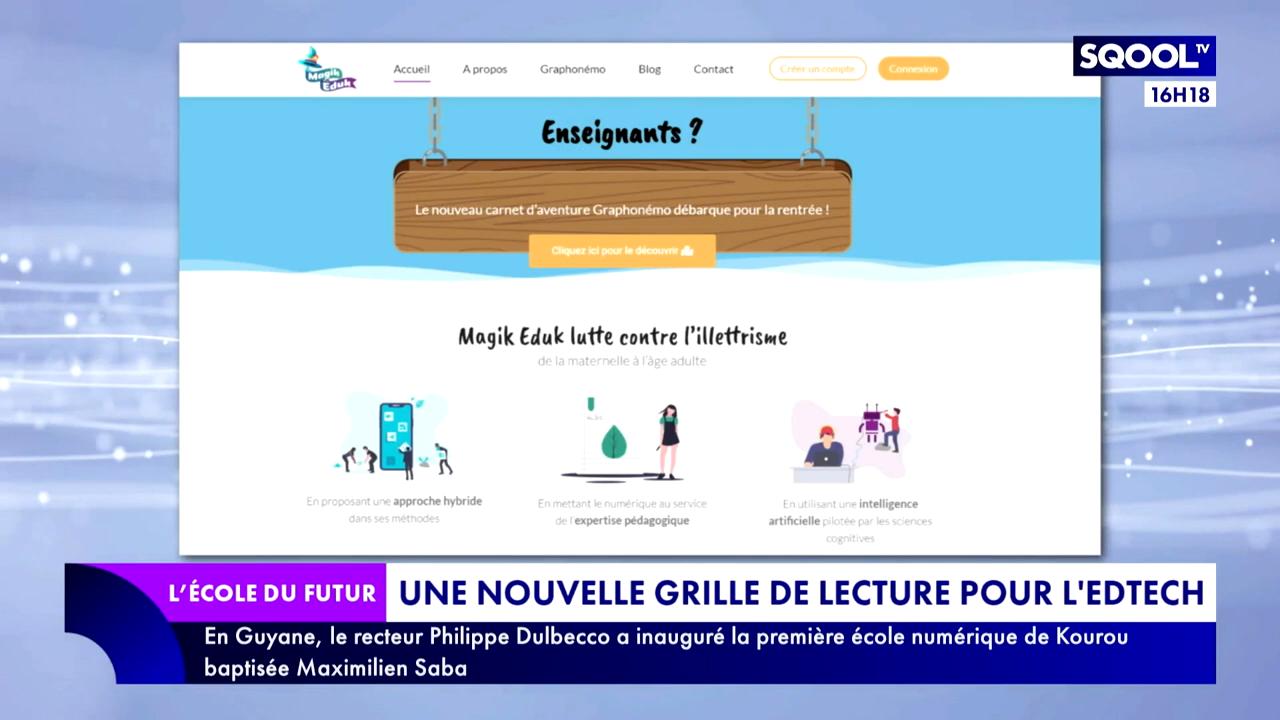 SQOOL TV
16H18
Magik Eduk
Accueil
A propos
Graphonémo
Blog
Contact
Créer un compte
Connexion
Enseignants ?
Le nouveau carnet d'aventure Graphonémo débarque pour la rentrée !
Cliquez ici pour le découvrir
Magik Eduk lutte contre l'illettrisme
de la maternelle à l'âge adulte
En proposant une approche hybride
dans ses méthodes
En mettant le numérique au service
de l'expertise pédagogique
En utilisant une intelligence
artificielle pilotée par les sciences
cognitives
L'ÉCOLE DU FUTUR
UNE NOUVELLE GRILLE DE LECTURE POUR L'EDTECH
En Guyane, le recteur Philippe Dulbecco a inauguré la première école numérique de Kourou
baptisée Maximilien Saba